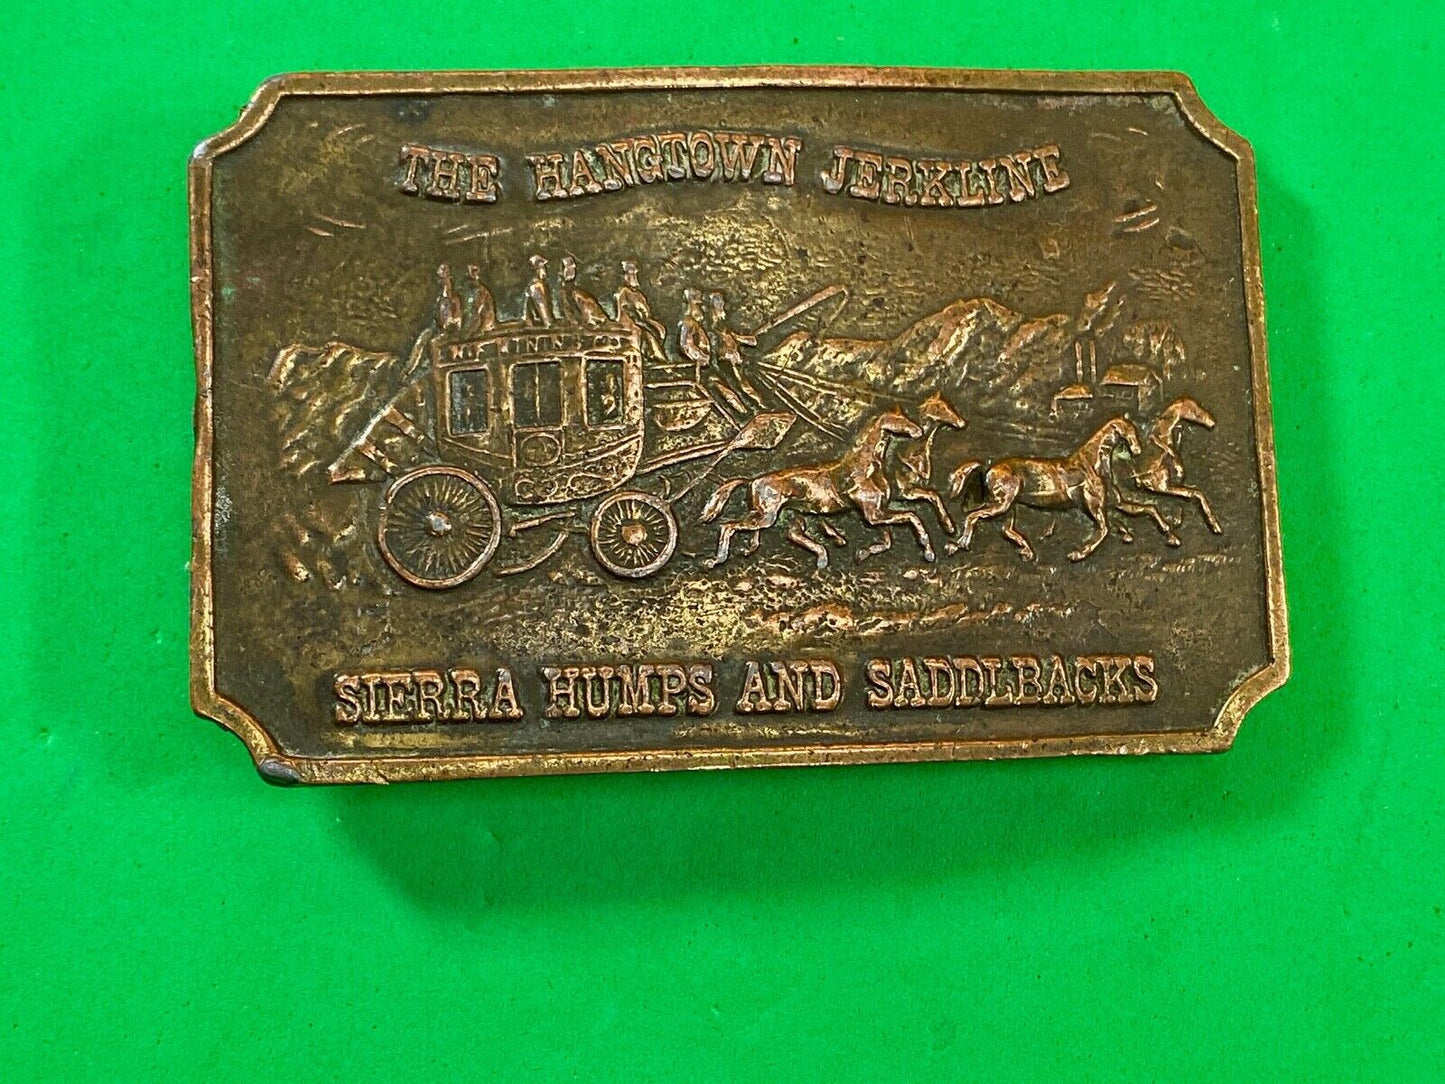 THE HANGTOWN JERKLINE
SIERRA HUMPS AND SADDLBACKS